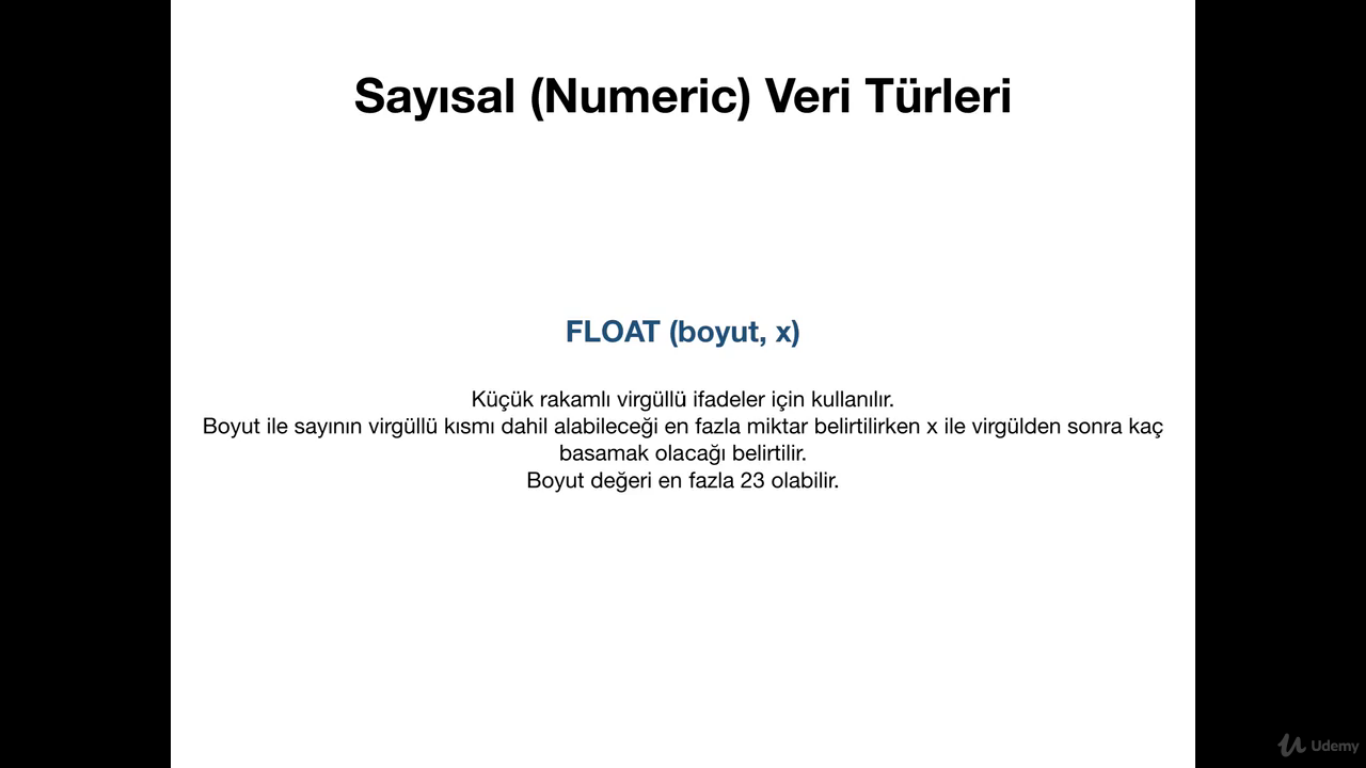 Sayısal (Numeric) Veri Türleri
FLOAT (boyut, x)
Küçük rakamlı virgüllü ifadeler için kullanılır.
Boyut ile sayının virgüllü kısmı dahil alabileceği en fazla miktar belirtilirken x ile virgülden sonra kaç
basamak olacağı belirtilir.
Boyut değeri en fazla 23 olabilir.
Udemy